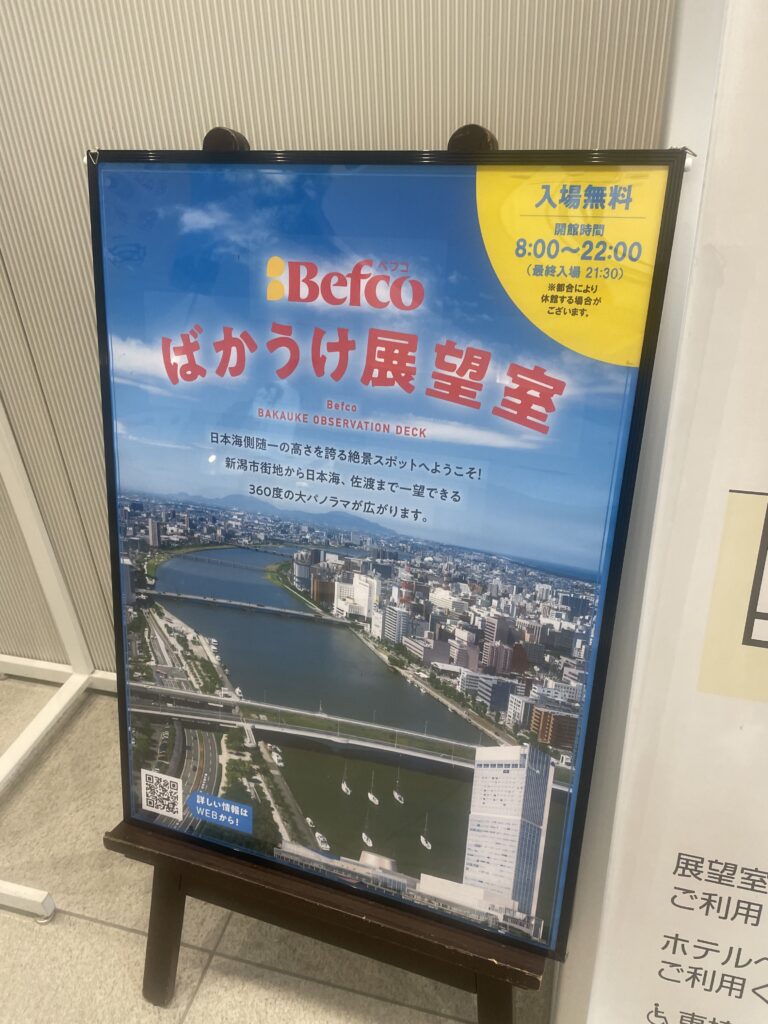 入場無料
開館時間
8:00〜22:00
(最終入場 21:30)
※都合により
休館する場合が
ございます。
ベフコ
Befco
ばかうけ展望室
Befco
BAKAUKE OBSERVATION DECK
日本海側随一の高さを誇る絶景スポットへようこそ!
新潟市街地から日本海、佐渡まで一望できる
360度の大パノラマが広がります。
詳しい情報は
WEBから!
展望室
ご利用
ホテルへ
ご利用く